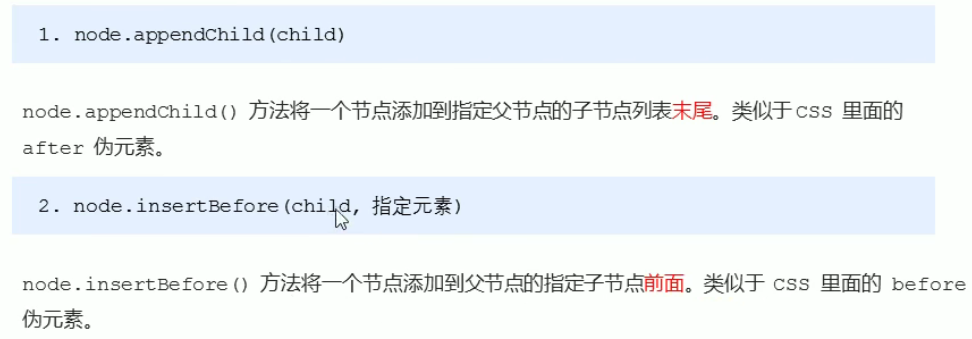 1. node.appendChild(child)
node.appendChild() 方法将一个节点添加到指定父节点的子节点列表末尾。类似于CSS 里面的
after 伪元素。
2. node.insertBefore(child, 指定元素)
node.insertBefore() 方法将一个节点添加到父节点的指定子节点前面。类似于 CSS 里面的 before
伪元素。